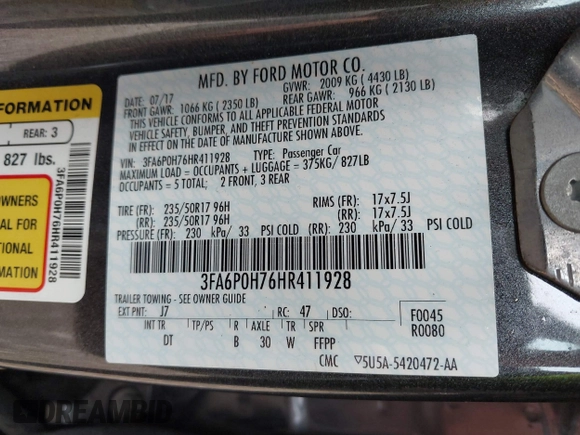 MFD. BY FORD MOTOR CO.
DATE: 07/17 GVWR: 2009 KG ( 4430 LB)
FRONT GAWR: 1066 KG ( 2350 LB) REAR GAWR: 966 KG ( 2130 LB)
THIS VEHICLE CONFORMS TO ALL APPLICABLE FEDERAL MOTOR
VEHICLE SAFETY, BUMPER, AND THEFT PREVENTION STANDARDS
IN EFFECT ON THE DATE OF MANUFACTURE SHOWN ABOVE.
VIN: 3FA6P0H76HR411928 TYPE: Passenger Car
MAXIMUM LOAD = OCCUPANTS + LUGGAGE = 375KG/ 827LB
OCCUPANTS = 5 TOTAL: 2 FRONT, 3 REAR
TIRE (FR): 235/50R17 96H RIMS (FR): 17x7.5J
(RR): 235/50R17 96H (RR): 17x7.5J
PRESSURE (FR): 230 kPa/ 33 PSI COLD (RR): 230 kPa/ 33 PSI COLD
3FA6P0H76HR411928
TRAILER TOWING - SEE OWNER GUIDE
EXT PNT: J7 RC: 47 DSO: F0045
INT TR TP/PS R AXLE TR SPR R0080
DT B 30 W FFPP
CMC ▽5U5A-5420472-AA
FORMATION
REAR: 3
827 lbs.
OWNERS
AL FOR
TIONAL
RMATION
3FA6P0H76HR411928
DREAMBID